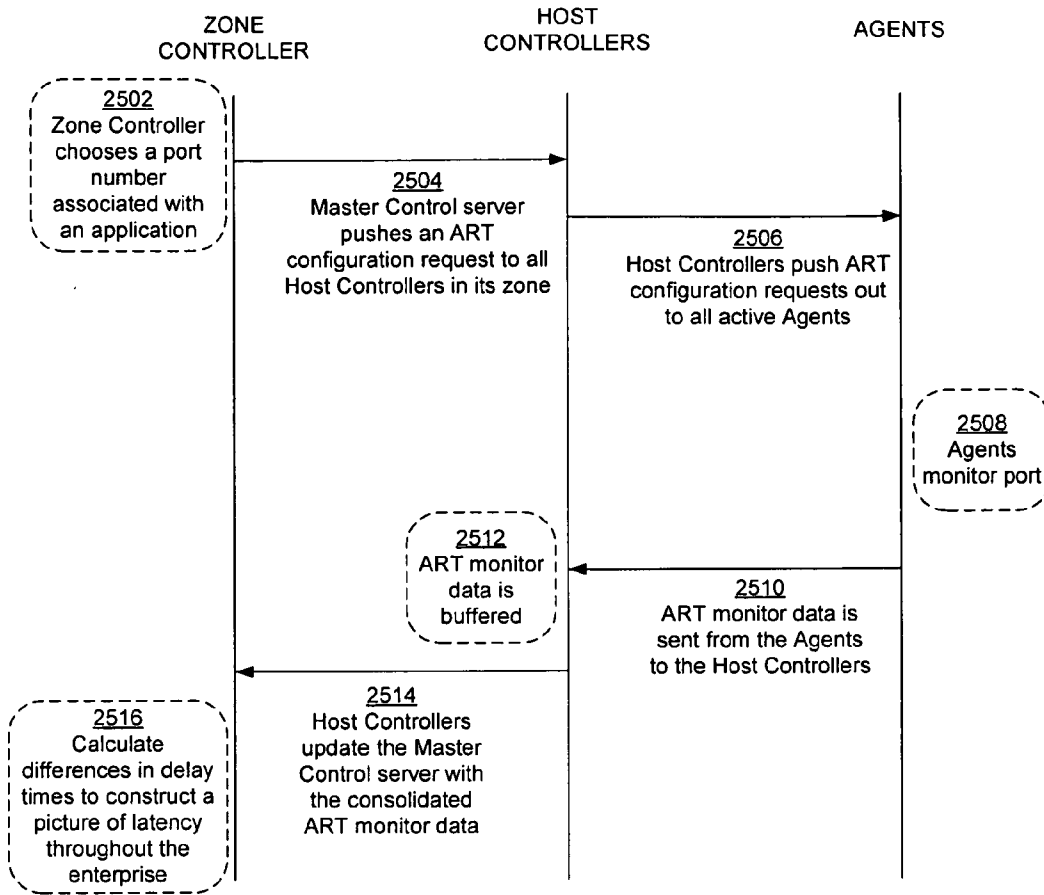 ZONE
CONTROLLER
HOST
CONTROLLERS
AGENTS
2502
Zone Controller
chooses a port
number
associated with
an application
2504
Master Control server
pushes an ART
configuration request to all
Host Controllers in its zone
2506
Host Controllers push ART
configuration requests out
to all active Agents
2508
Agents
monitor port
2512
ART monitor
data is
buffered
2510
ART monitor data is
sent from the Agents
to the Host Controllers
2514
Host Controllers
update the Master
Control server with
the consolidated
ART monitor data
2516
Calculate
differences in delay
times to construct a
picture of latency
throughout the
enterprise